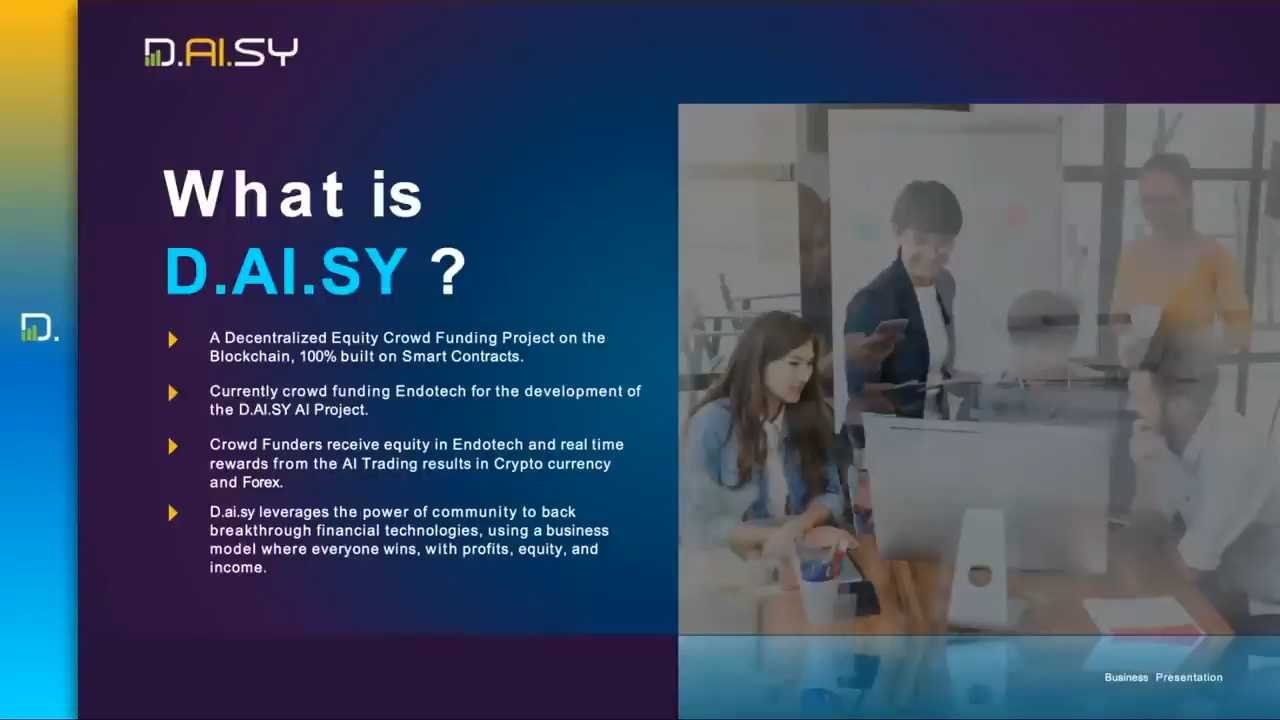 D.AI.SY
What is
D.AI.SY ?
A Decentralized Equity Crowd Funding Project on the
Blockchain, 100% built on Smart Contracts.
Currently crowd funding Endotech for the development of
the D.AI.SY AI Project.
Crowd Funders receive equity in Endotech and real time
rewards from the AI Trading results in Crypto currency
and Forex.
D.ai.sy leverages the power of community to back
breakthrough financial technologies, using a business
model where everyone wins, with profits, equity, and
income.
D.
Business Presentation